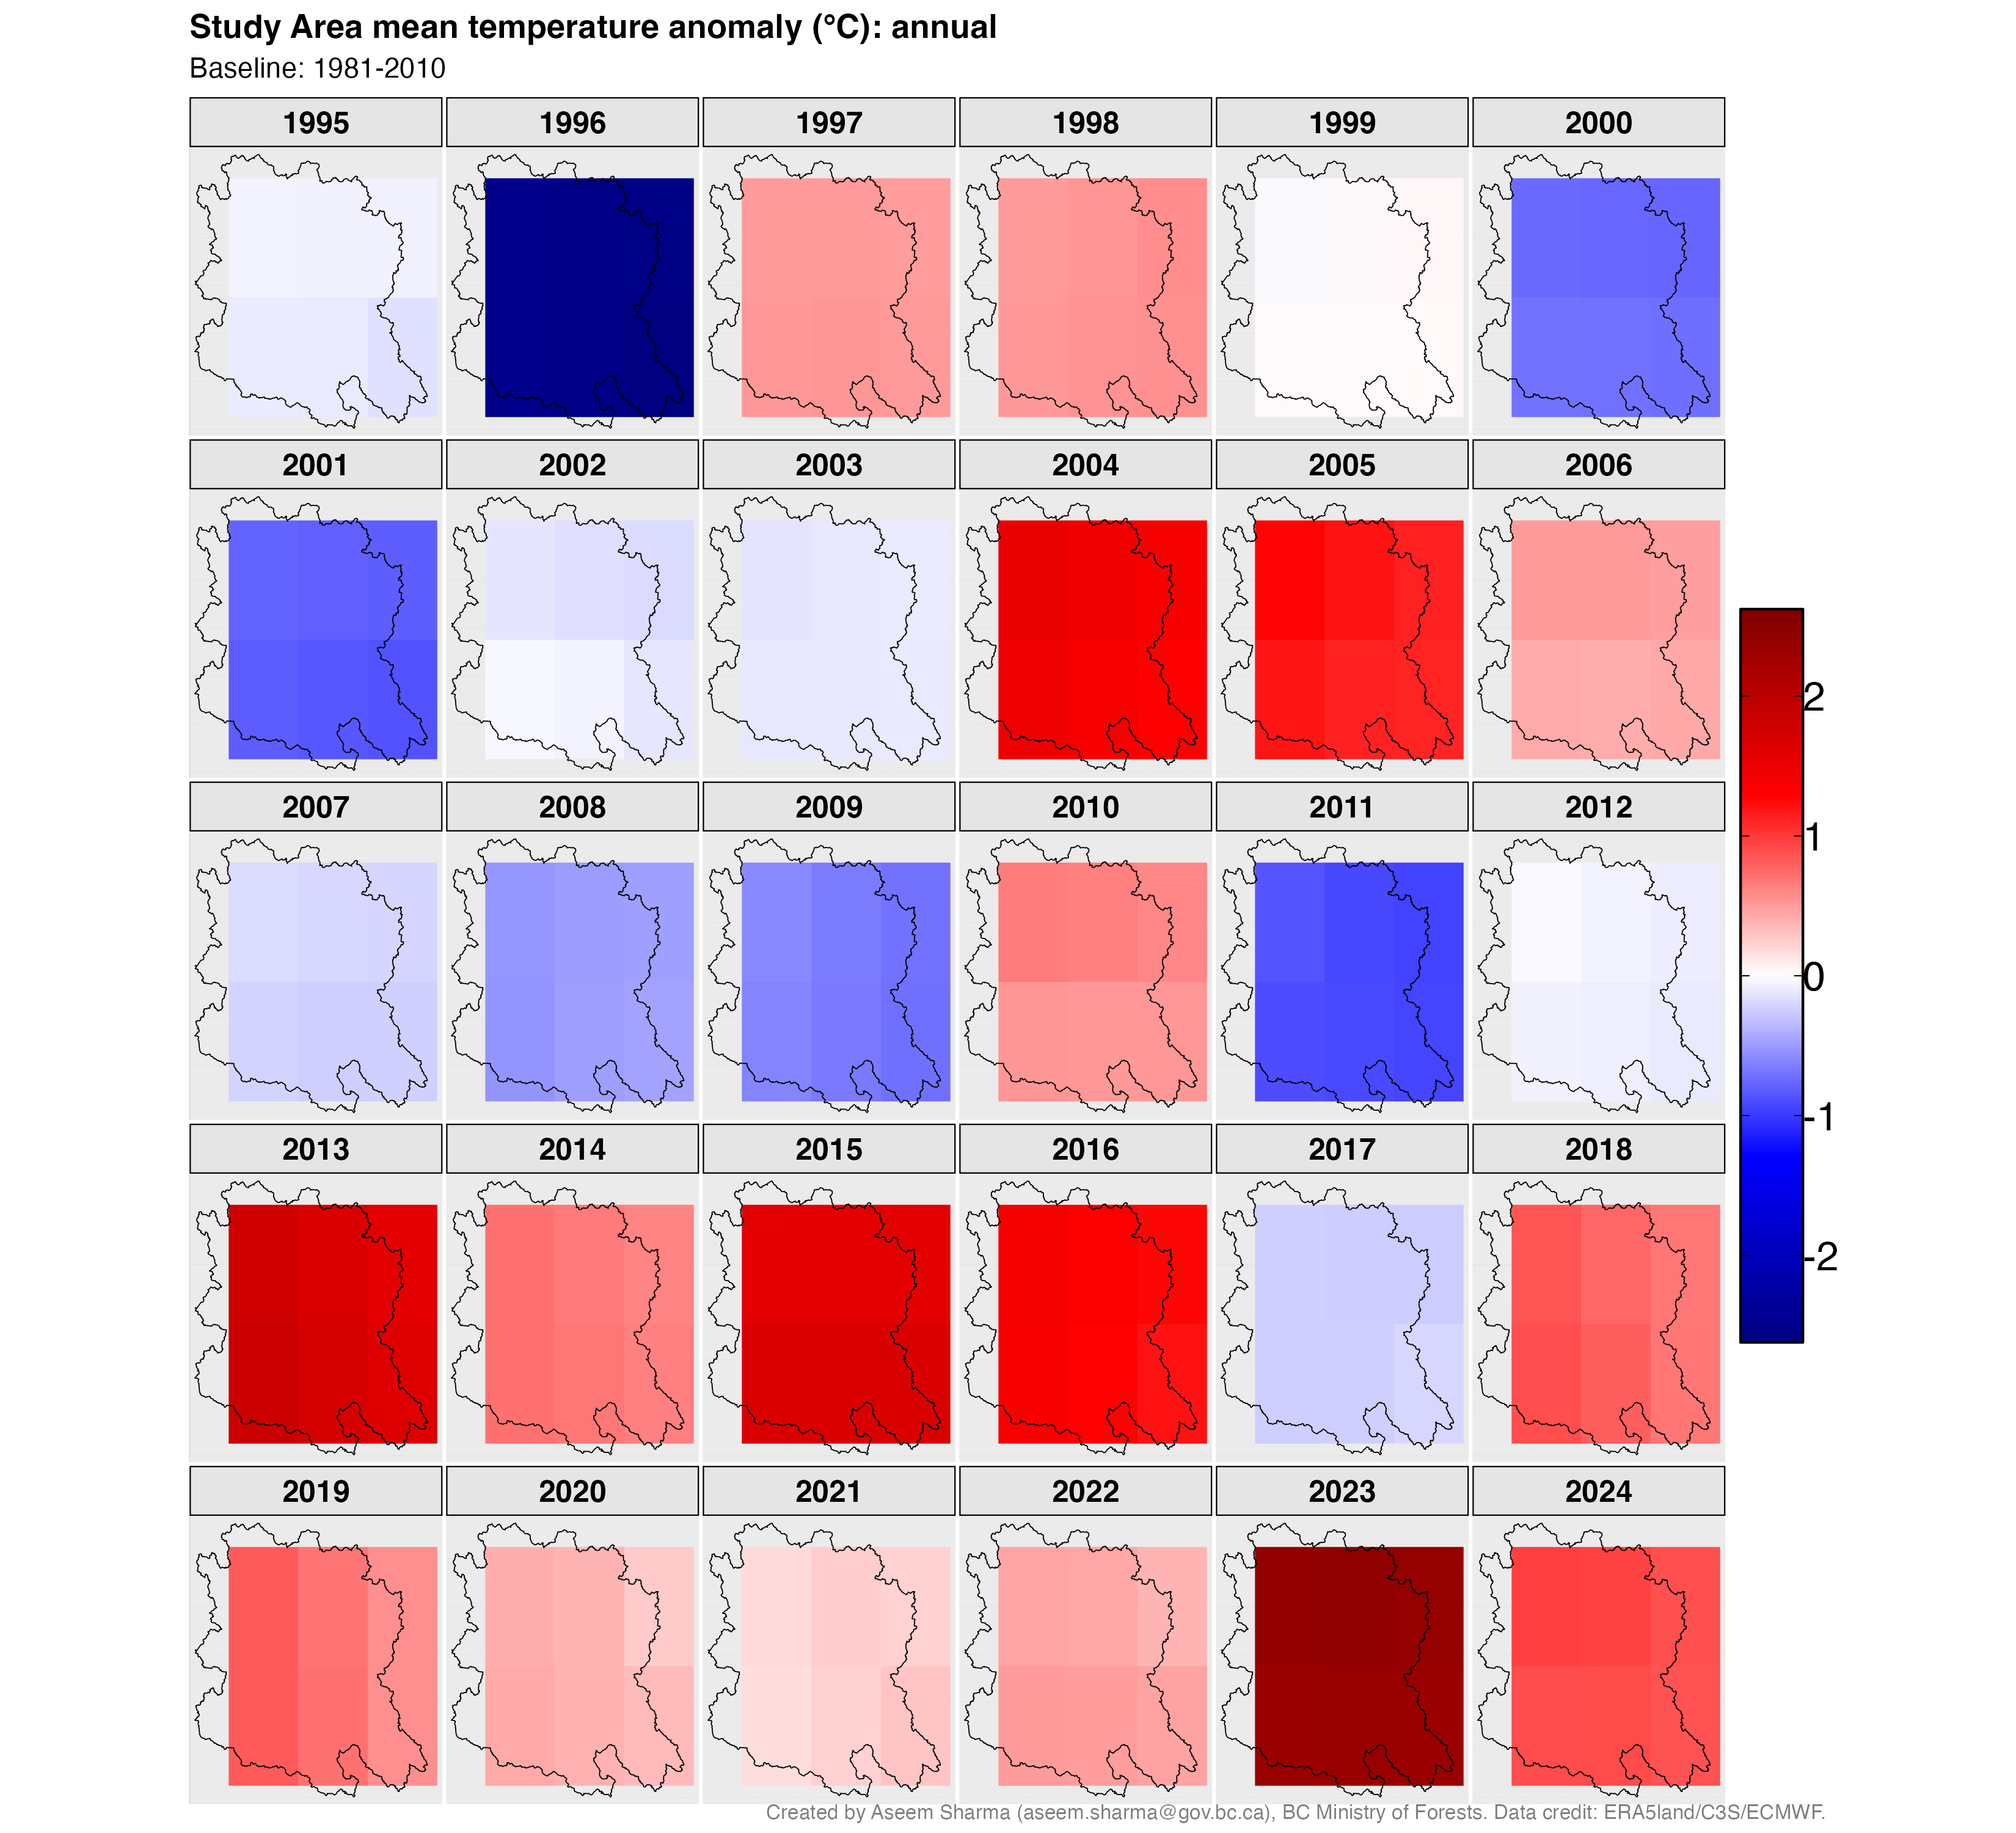 Study Area mean temperature anomaly (°C): annual
Baseline: 1981-2010
1995 1996 1997 1998 1999 2000
2001 2002 2003 2004 2005 2006
2007 2008 2009 2010 2011 2012
2013 2014 2015 2016 2017 2018
2019 2020 2021 2022 2023 2024
2
1
0
-1
-2
Created by Aseem Sharma (aseem.sharma@gov.bc.ca), BC Ministry of Forests. Data credit: ERA5land/C3S/ECMWF.